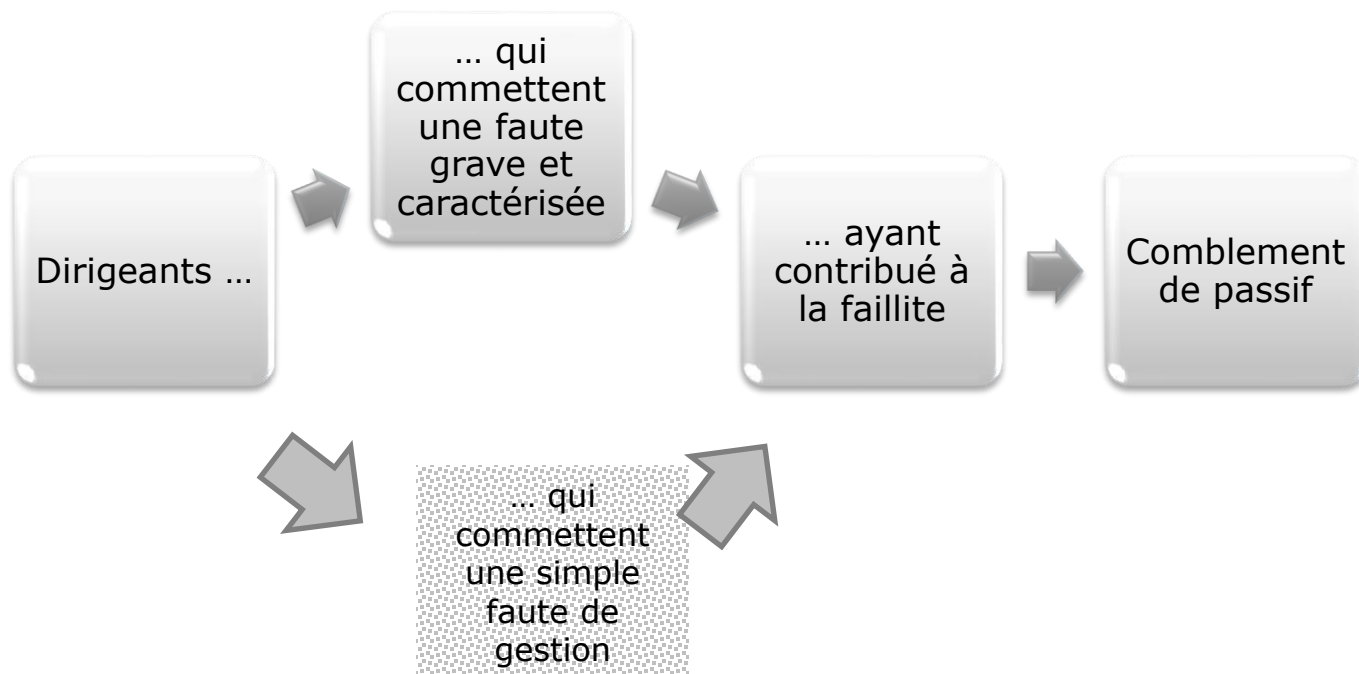 Dirigeants …
… qui
commettent
une faute
grave et
caractérisée
… ayant
contribué à
la faillite
Comblement
de passif
… qui
commettent
une simple
faute de
gestion